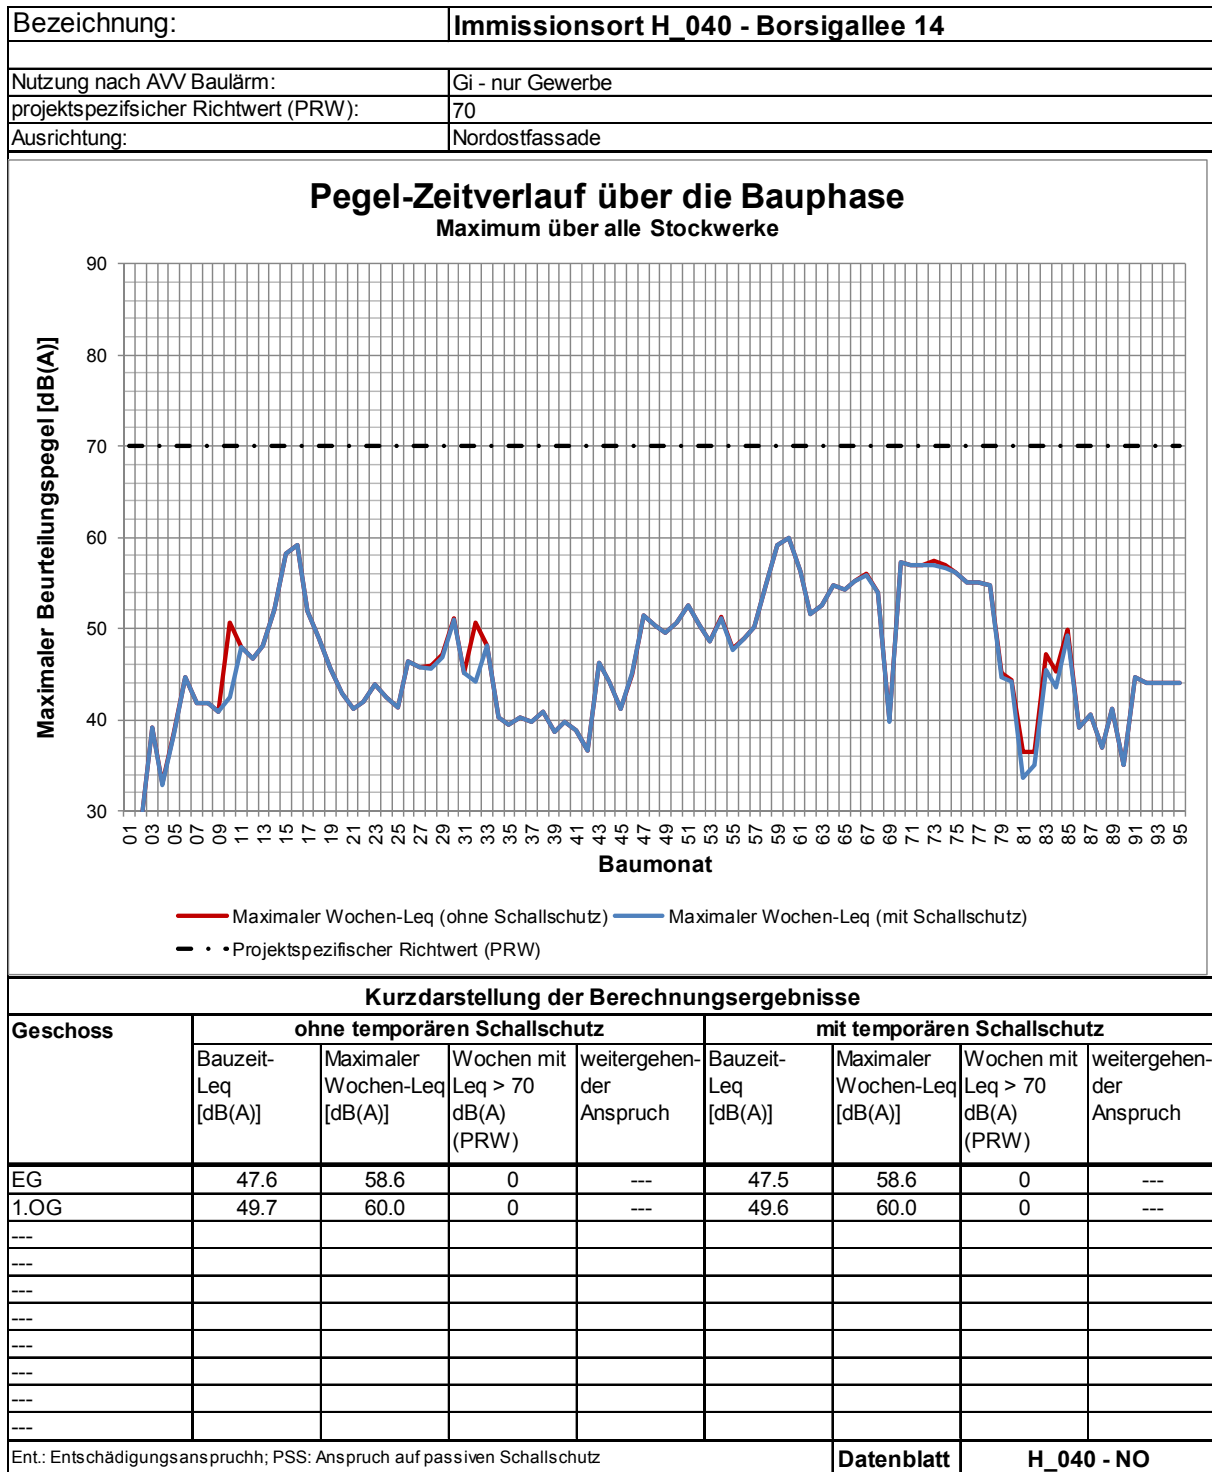 Bezeichnung: Immissionsort H_040 - Borsigallee 14
Nutzung nach AVV Baulärm: Gi - nur Gewerbe
projektspezifsicher Richtwert (PRW): 70
Ausrichtung: Nordostfassade
Pegel-Zeitverlauf über die Bauphase
Maximum über alle Stockwerke
Maximaler Beurteilungspegel [dB(A)]
90
80
70
60
50
40
30
01 03 05 07 09 11 13 15 17 19 21 23 25 27 29 31 33 35 37 39 41 43 45 47 49 51 53 55 57 59 61 63 65 67 69 71 73 75 77 79 81 83 85 87 89 91 93 95
Baumonat
Maximaler Wochen-Leq (ohne Schallschutz) Maximaler Wochen-Leq (mit Schallschutz)
Projektspezifischer Richtwert (PRW)
Kurzdarstellung der Berechnungsergebnisse
Geschoss ohne temporären Schallschutz mit temporären Schallschutz
Bauzeit- Maximaler Wochen mit weitergehen- Bauzeit- Maximaler Wochen mit weitergehen-
Leq Wochen-Leq Leq > 70 der Leq Wochen-Leq Leq > 70 der
[dB(A)] [dB(A)] dB(A) Anspruch [dB(A)] [dB(A)] dB(A) Anspruch
(PRW) (PRW)
EG 47.6 58.6 0 --- 47.5 58.6 0 ---
1.OG 49.7 60.0 0 --- 49.6 60.0 0 ---
---
---
---
---
---
---
---
---
Ent.: Entschädigungsanspruchh; PSS: Anspruch auf passiven Schallschutz Datenblatt H_040 - NO